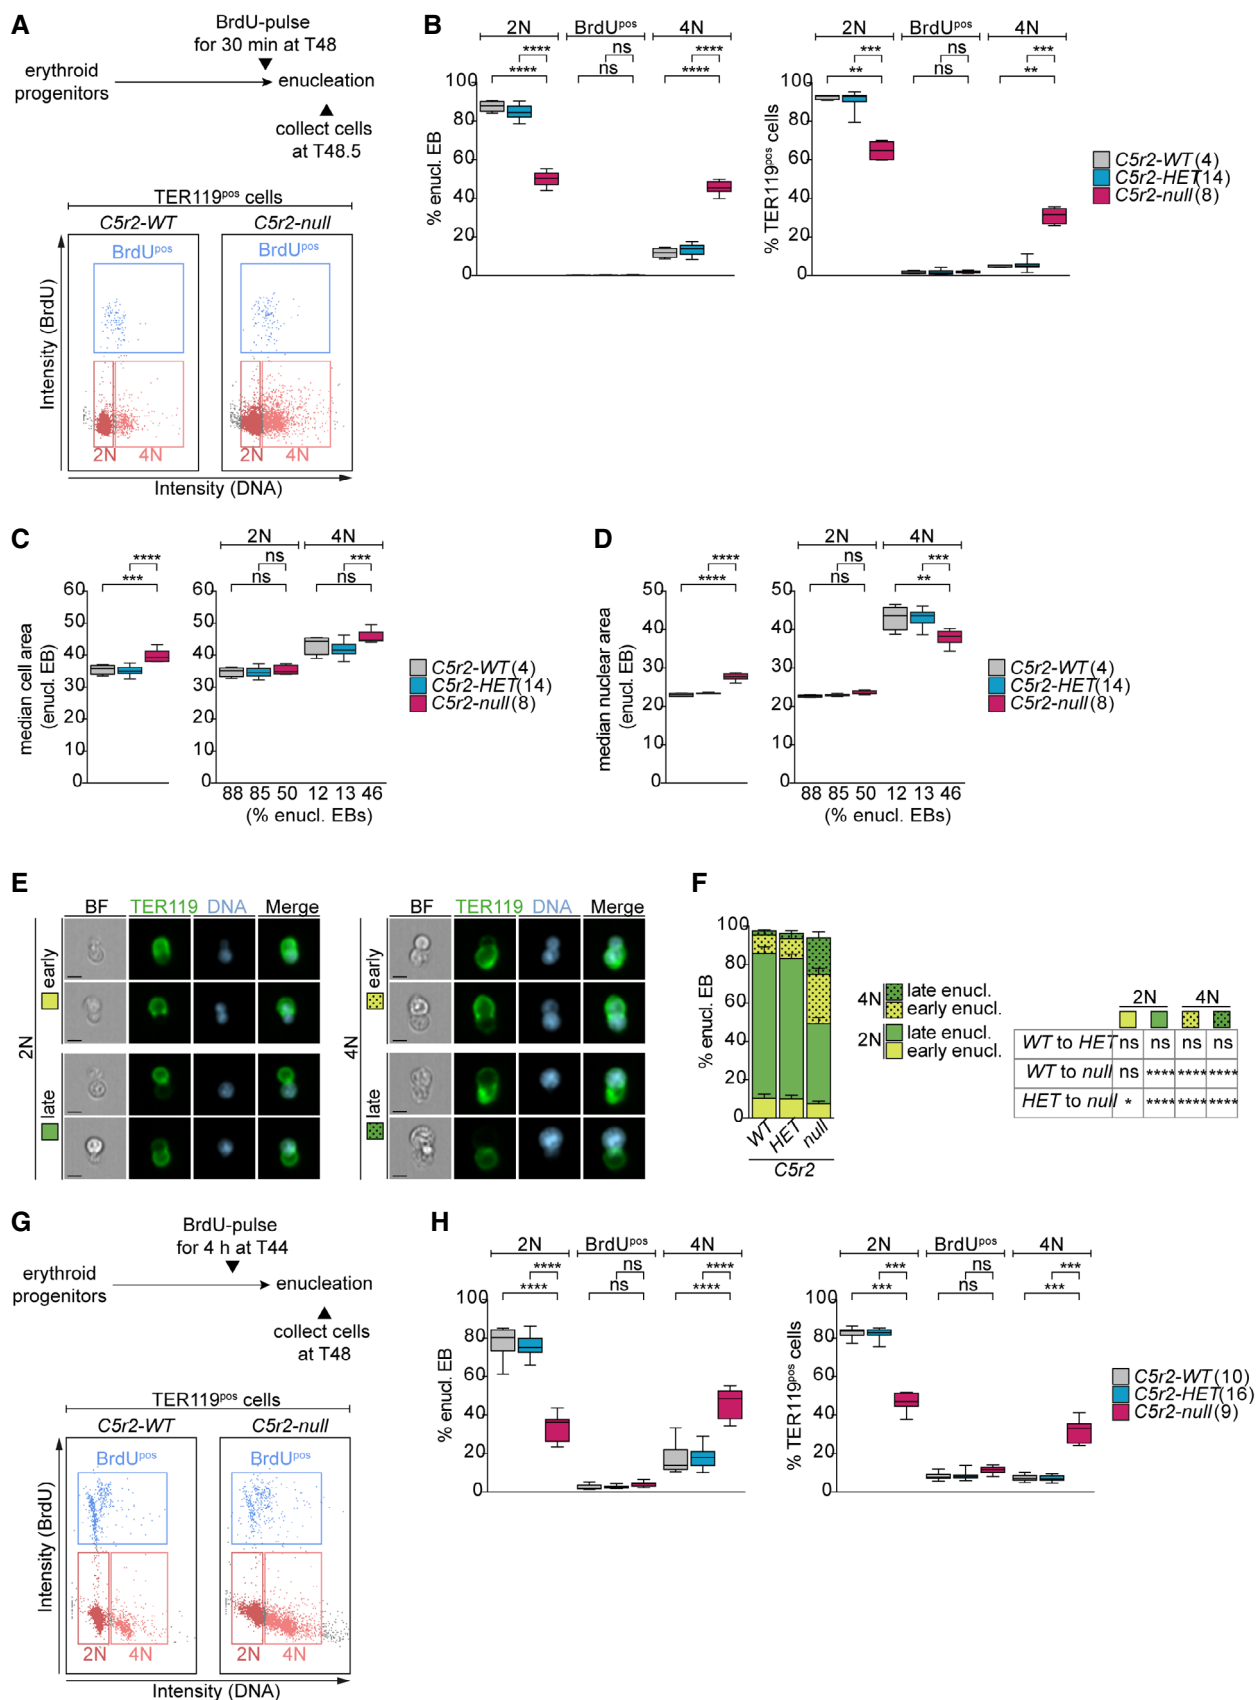 A
BrdU-pulse
for 30 min at T48
erythroid
progenitors
enucleation
collect cells
at T48.5
TER119pos cells
C5r2-WT
C5r2-null
BrdUpos
BrdUpos
2N
4N
2N
4N
Intensity (BrdU)
Intensity (DNA)
B
2N
BrdUpos
4N
****
ns
****
****
ns
****
% enucl. EB
100
80
60
40
20
0
2N
BrdUpos
4N
***
ns
***
**
ns
**
% TER119pos cells
100
80
60
40
20
0
C5r2-WT(4)
C5r2-HET(14)
C5r2-null(8)
C
****
***
median cell area
(enucl. EB)
60
50
40
30
20
10
0
2N
4N
ns
***
ns
ns
60
50
40
30
20
10
0
88 85 50 12 13 46
(% enucl. EBs)
C5r2-WT(4)
C5r2-HET(14)
C5r2-null(8)
D
****
****
median nuclear area
(enucl. EB)
50
40
30
20
10
0
2N
4N
ns
***
ns
**
50
40
30
20
10
0
88 85 50 12 13 46
(% enucl. EBs)
C5r2-WT(4)
C5r2-HET(14)
C5r2-null(8)
E
BF TER119 DNA Merge
2N
early
late
BF TER119 DNA Merge
4N
early
late
F
% enucl. EB
100
80
60
40
20
0
WT HET null
C5r2
4N
late enucl.
early enucl.
2N
late enucl.
early enucl.
2N 4N
WT to HET ns ns ns ns
WT to null ns **** **** ****
HET to null * **** **** ****
G
BrdU-pulse
for 4 h at T44
erythroid
progenitors
enucleation
collect cells
at T48
TER119pos cells
C5r2-WT
C5r2-null
BrdUpos
BrdUpos
2N
4N
2N
4N
Intensity (BrdU)
Intensity (DNA)
H
2N
BrdUpos
4N
****
ns
****
****
ns
****
% enucl. EB
100
80
60
40
20
0
2N
BrdUpos
4N
***
ns
***
***
ns
***
% TER119pos cells
100
80
60
40
20
0
C5r2-WT(10)
C5r2-HET(16)
C5r2-null(9)